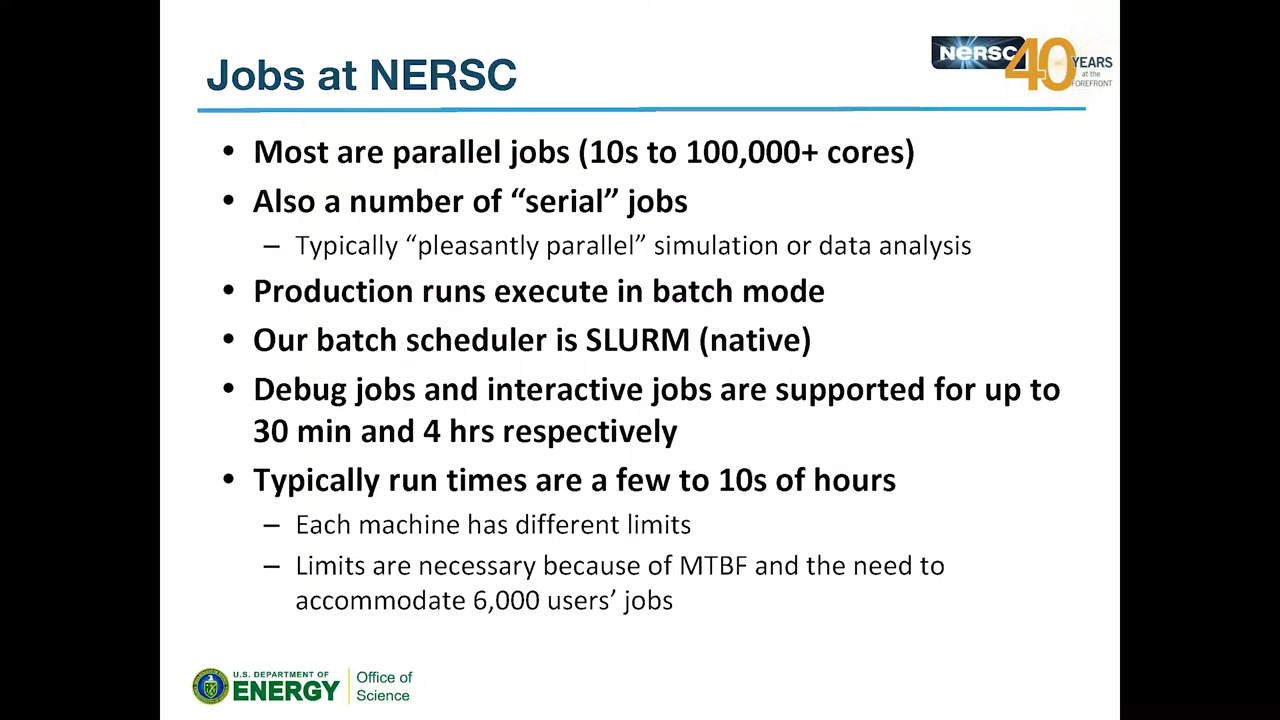 Jobs at NERSC
NERSC
40
YEARS
at the
FOREFRONT
• Most are parallel jobs (10s to 100,000+ cores)
• Also a number of “serial” jobs
– Typically “pleasantly parallel” simulation or data analysis
• Production runs execute in batch mode
• Our batch scheduler is SLURM (native)
• Debug jobs and interactive jobs are supported for up to
30 min and 4 hrs respectively
• Typically run times are a few to 10s of hours
– Each machine has different limits
– Limits are necessary because of MTBF and the need to
accommodate 6,000 users’ jobs
U.S. DEPARTMENT OF
ENERGY
Office of
Science